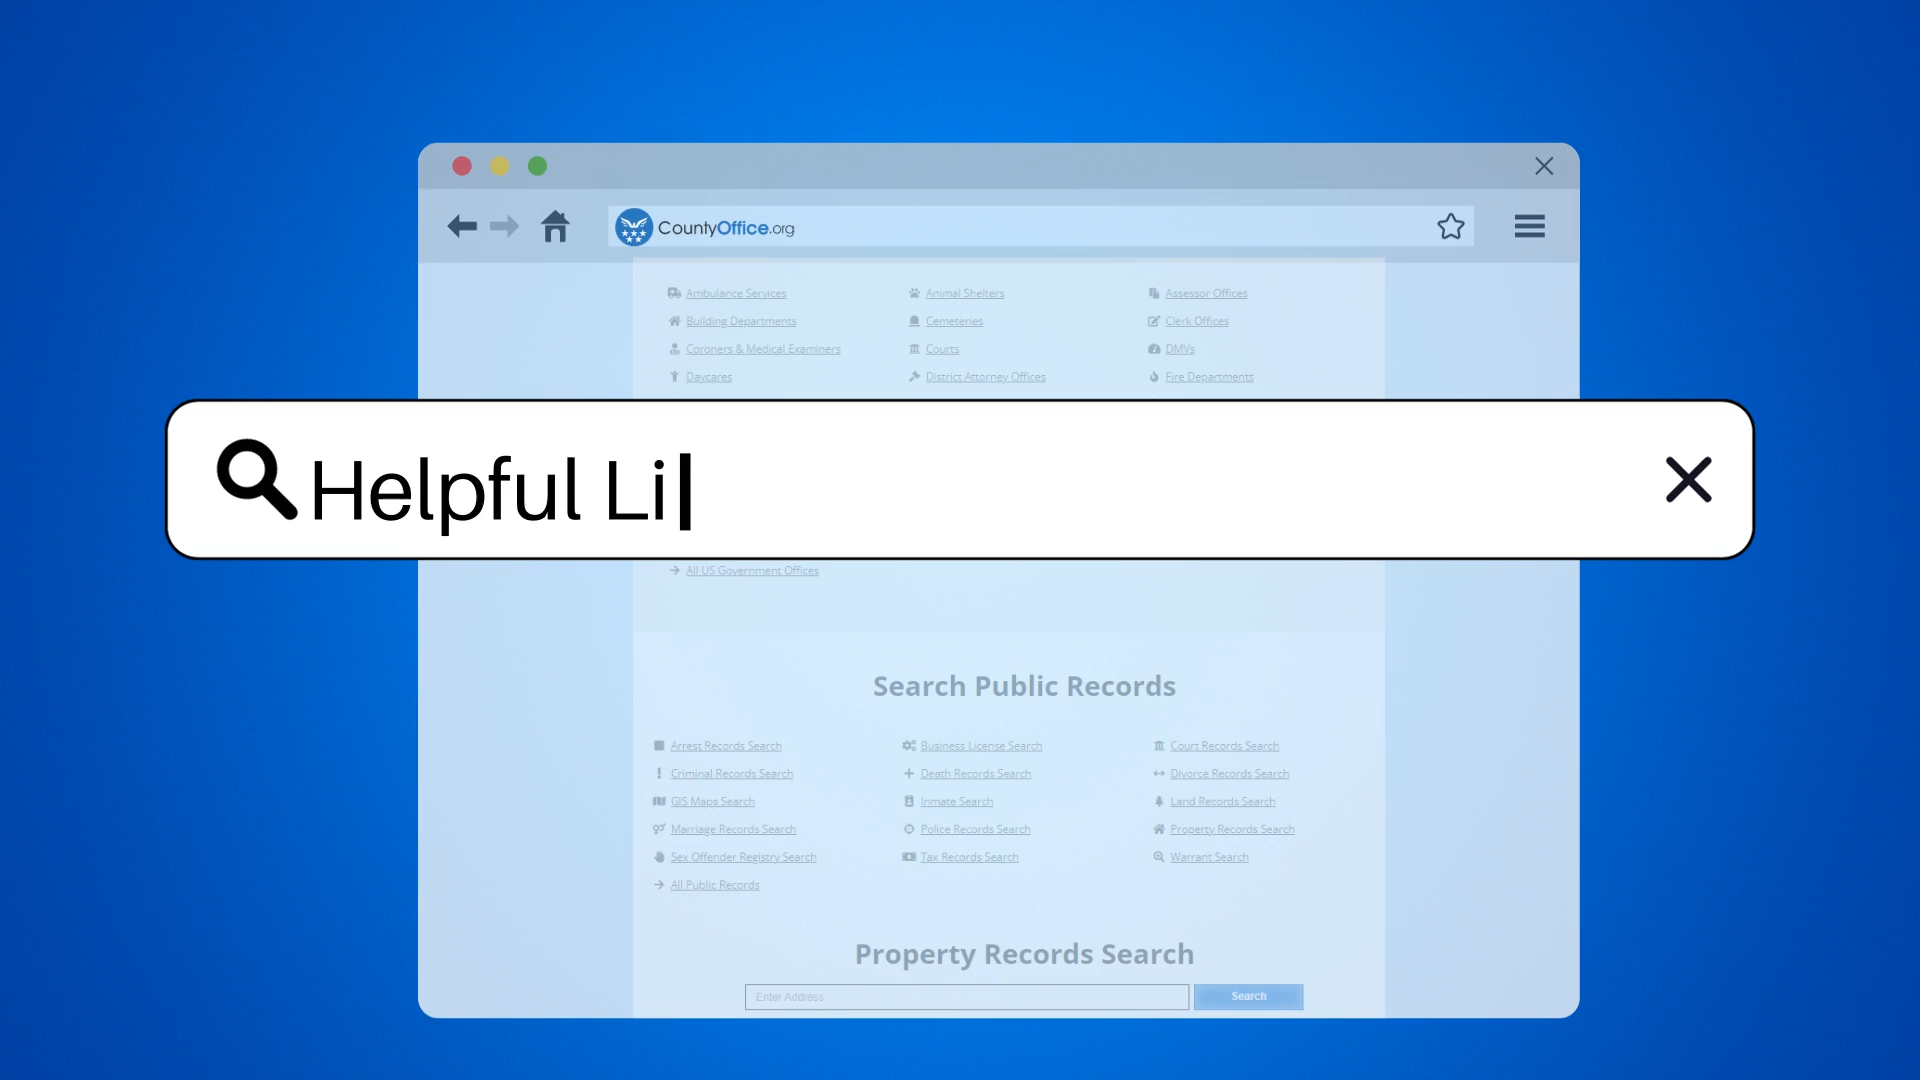 CountyOffice.org
Ambulance Services Animal Shelters Assessor Offices
Building Departments Cemeteries Clerk Offices
Coroners & Medical Examiners Courts DMVs
Daycares District Attorney Offices Fire Departments
Helpful Li
All US Government Offices
Search Public Records
Arrest Records Search Business License Search Court Records Search
Criminal Records Search Death Records Search Divorce Records Search
GIS Maps Search Inmate Search Land Records Search
Marriage Records Search Police Records Search Property Records Search
Sex Offender Registry Search Tax Records Search Warrant Search
All Public Records
Property Records Search
Enter Address Search